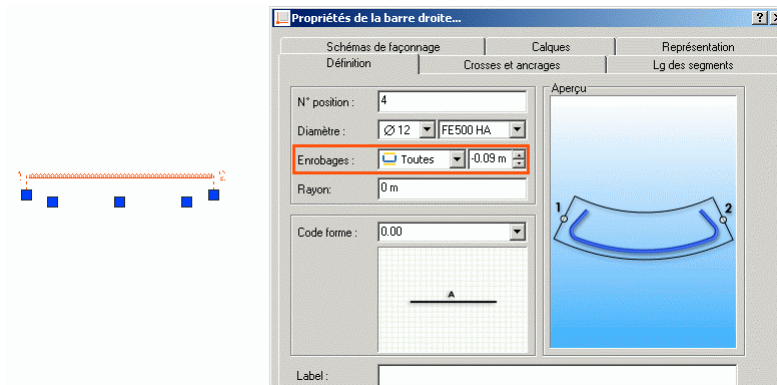 Propriétés de la barre droite...
Schémas de façonnage
Calques
Représentation
Définition
Crosses et ancrages
Lg des segments
N° position :
4
Aperçu
Diamètre :
Ø 12
FE500 HA
Enrobages :
Toutes
-0.09 m
Rayon:
0 m
1
2
Code forme :
0.00
A
Label :